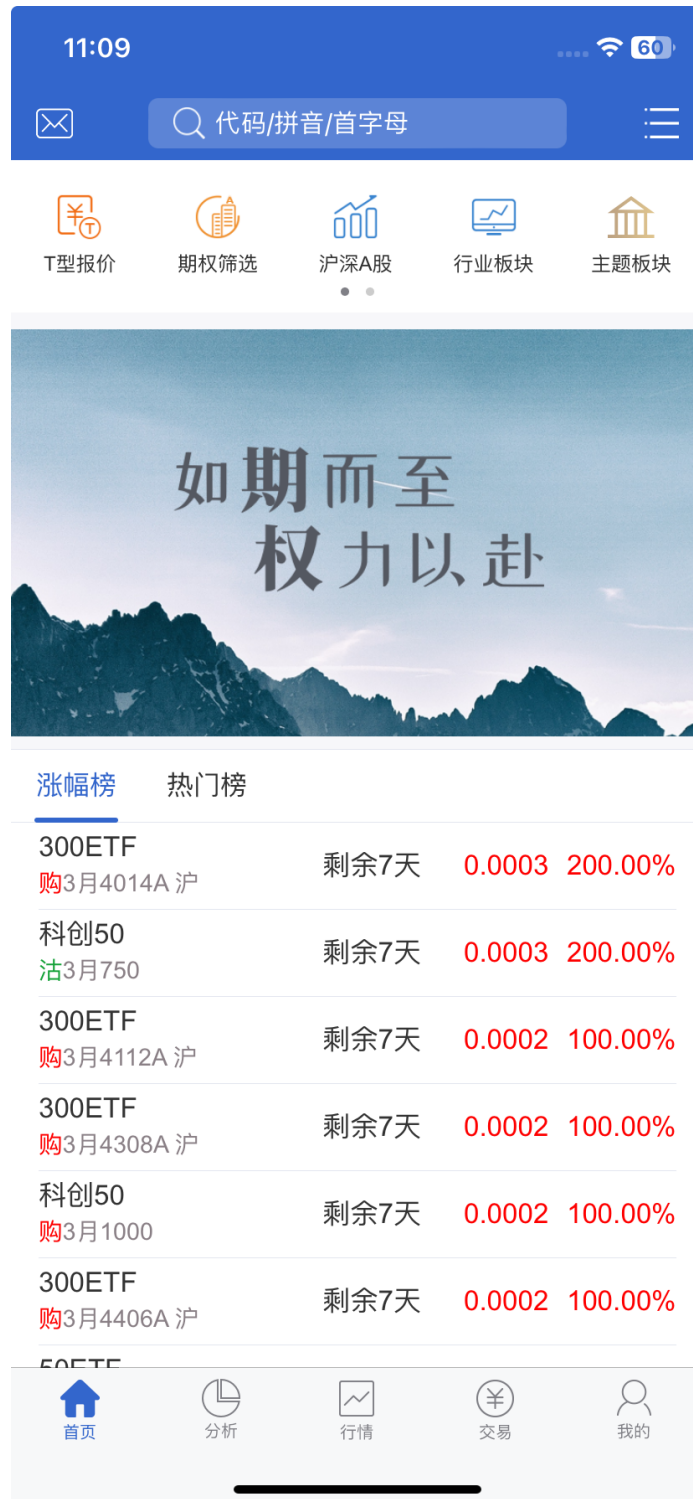 11:09
60
代码/拼音/首字母
T型报价
期权筛选
沪深A股
行业板块
主题板块
如期而至
权力以赴
涨幅榜 热门榜
300ETF
购3月4014A 沪
剩余7天 0.0003 200.00%
科创50
沽3月750
剩余7天 0.0003 200.00%
300ETF
购3月4112A 沪
剩余7天 0.0002 100.00%
300ETF
购3月4308A 沪
剩余7天 0.0002 100.00%
科创50
购3月1000
剩余7天 0.0002 100.00%
300ETF
购3月4406A 沪
剩余7天 0.0002 100.00%
50ETF
首页
分析
行情
交易
我的